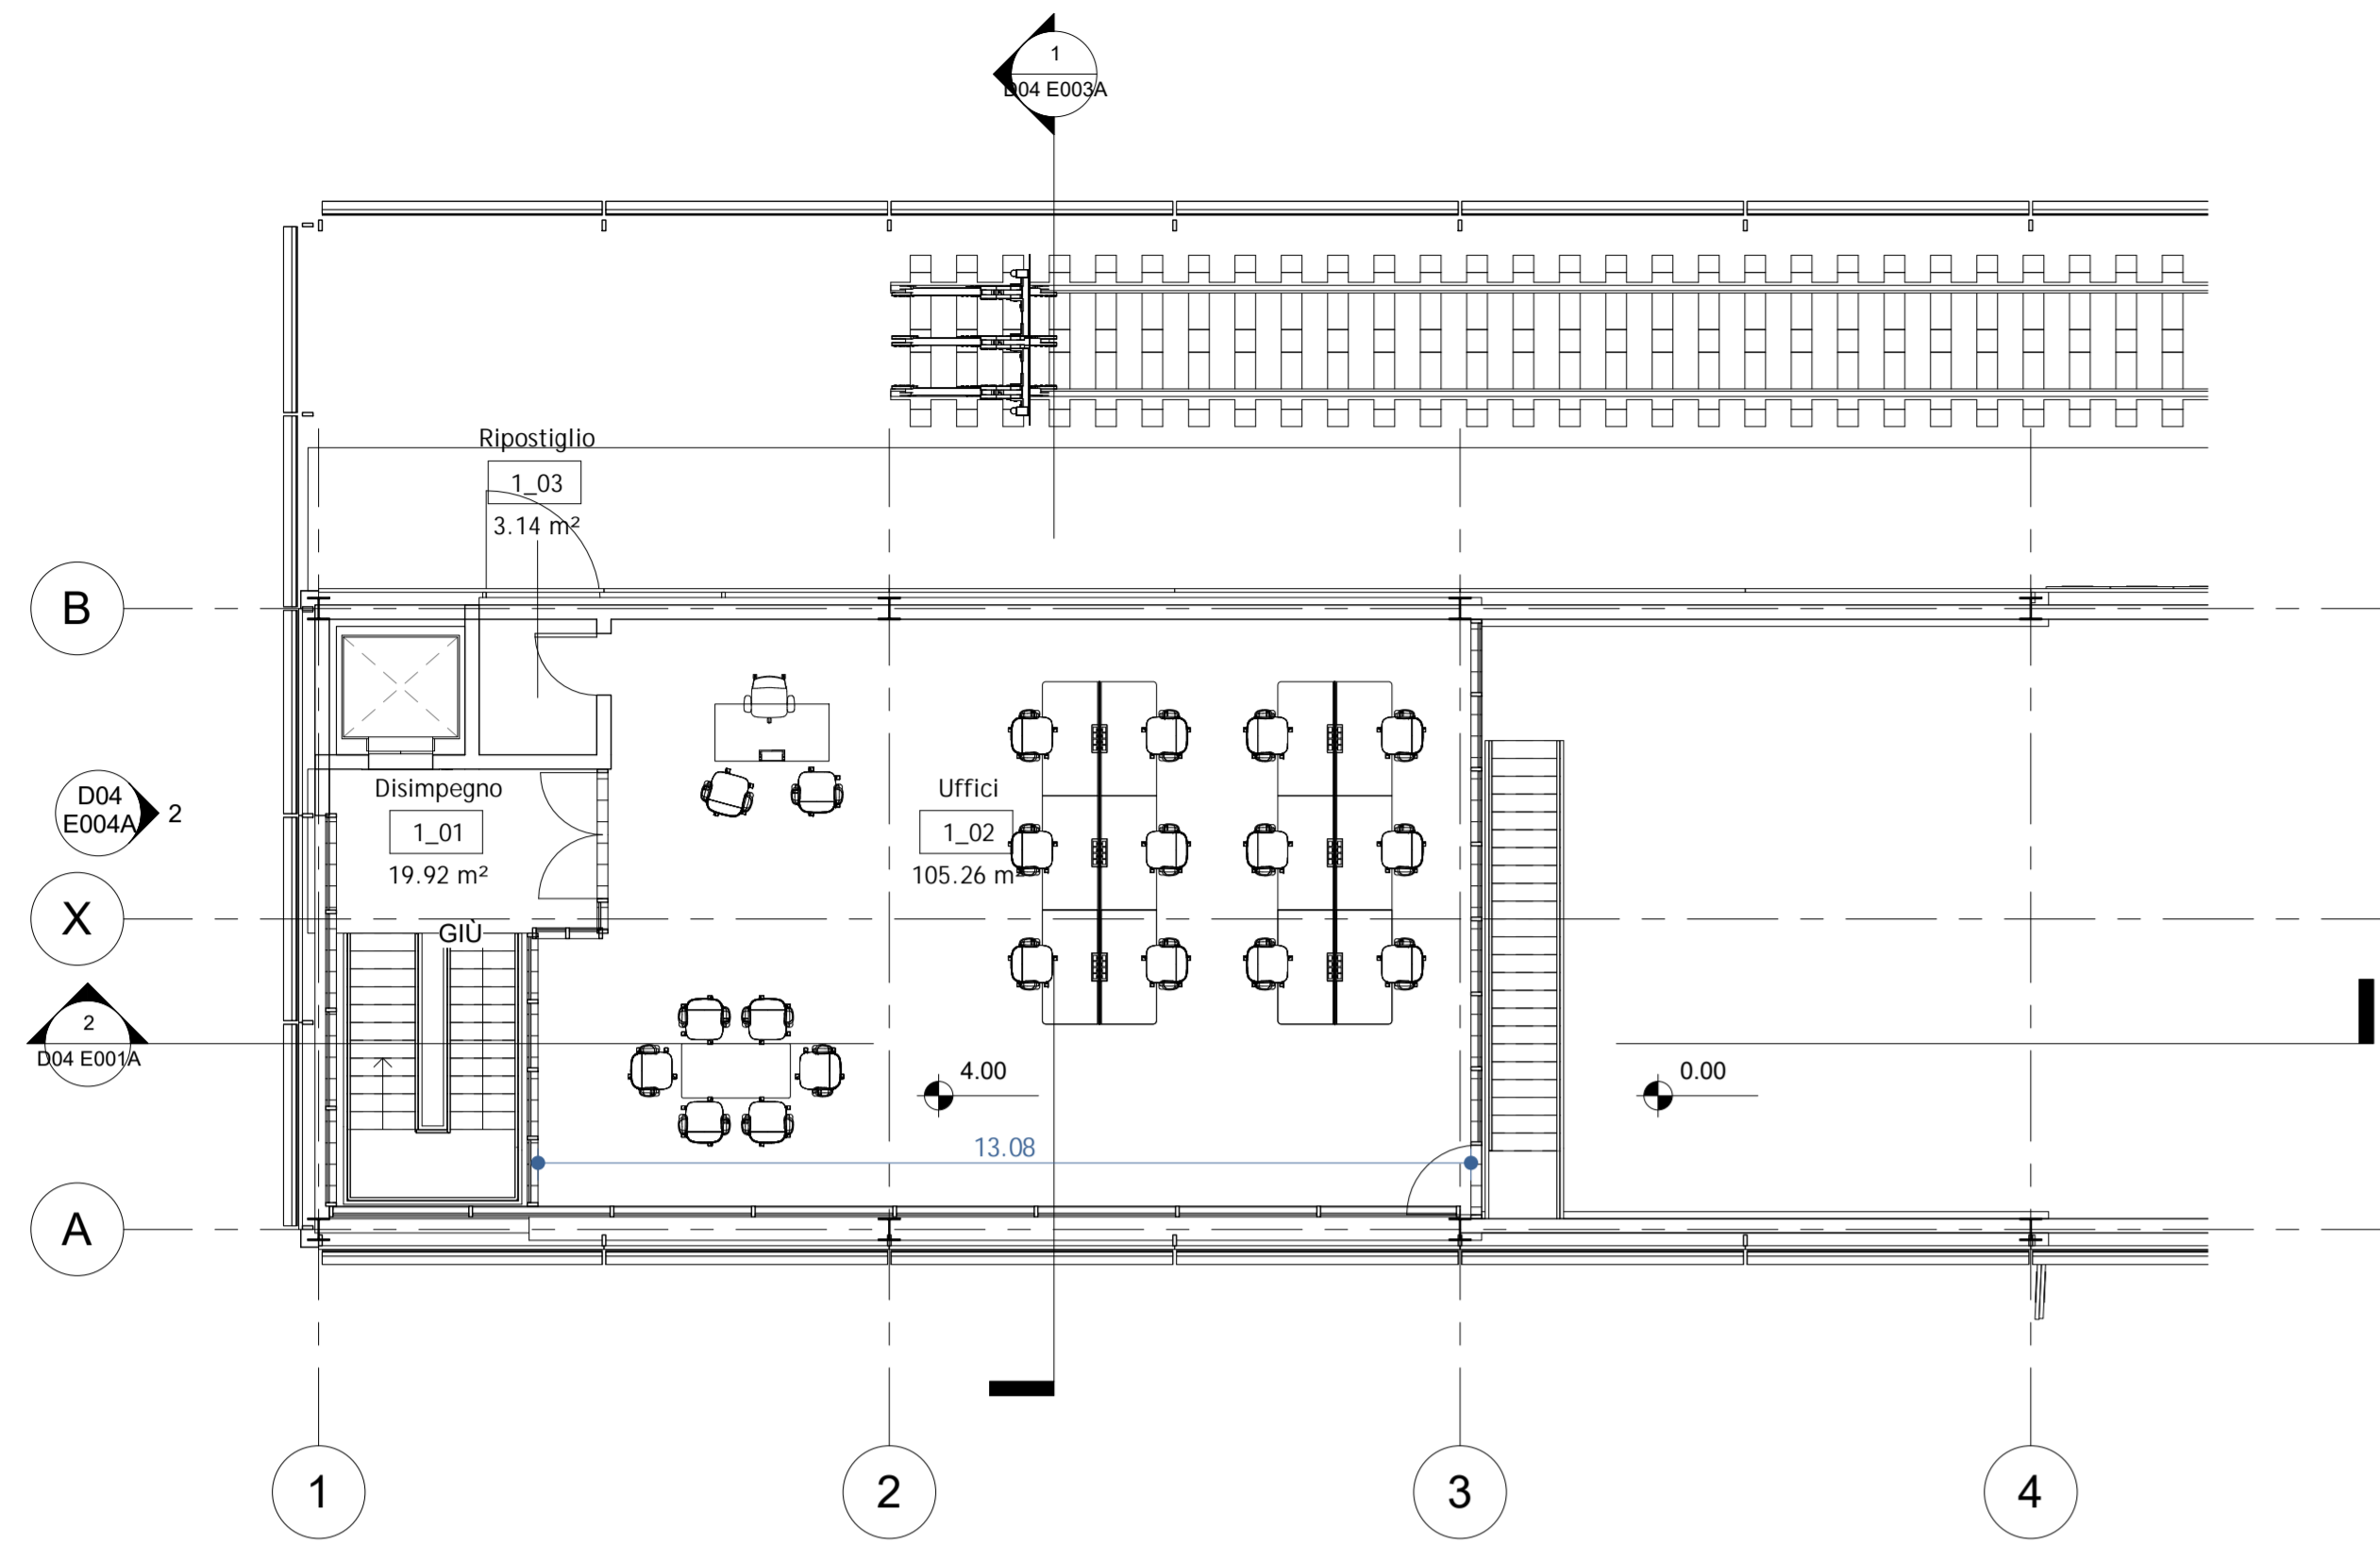 1
D04 E003A
Ripostiglio
1_03
3.14 m²
B
Disimpegno
1_01
19.92 m²
Uffici
1_02
105.26 m²
D04
E004A
2
X
GIÙ
2
D04 E001A
4.00
0.00
13.08
A
1
2
3
4